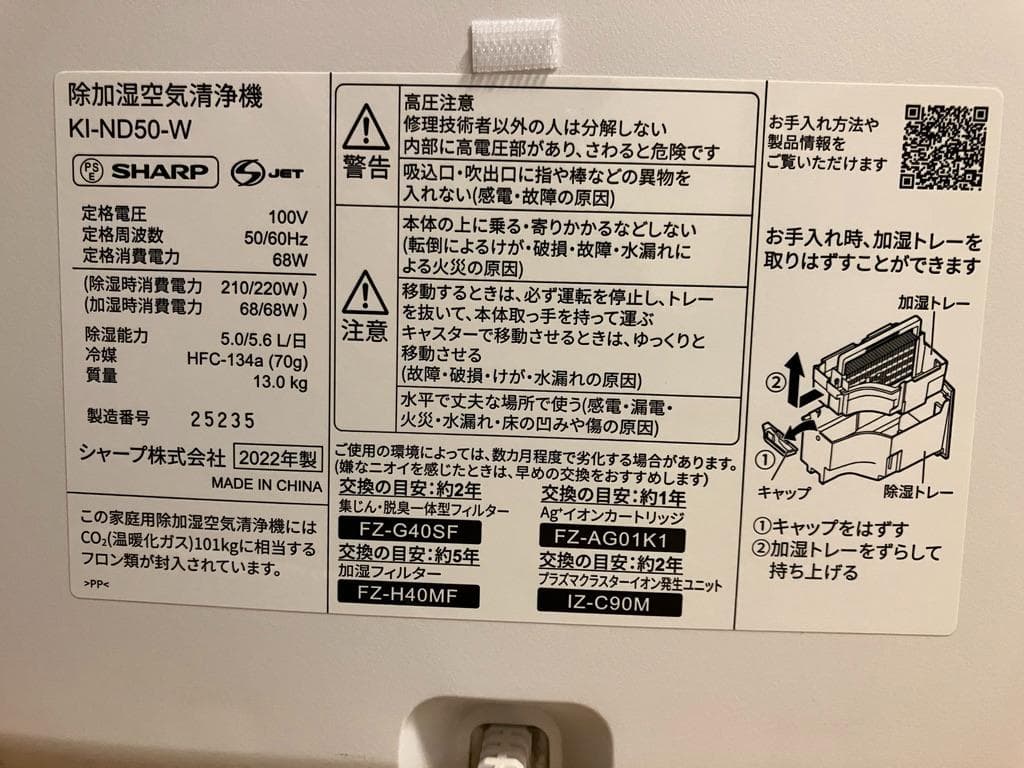 除加湿空気清浄機
KI-ND50-W
PSE SHARP S JET
定格電圧 100V
定格周波数 50/60Hz
定格消費電力 68W
(除湿時消費電力 210/220W)
(加湿時消費電力 68/68W)
除湿能力 5.0/5.6 L/日
冷媒 HFC-134a (70g)
質量 13.0 kg
製造番号 25235
シャープ株式会社 2022年製
MADE IN CHINA
この家庭用除加湿空気清浄機には
CO₂(温暖化ガス)101kgに相当する
フロン類が封入されています。
>PP<
警告
高圧注意
修理技術者以外の人は分解しない
内部に高電圧部があり、さわると危険です
吸込口・吹出口に指や棒などの異物を
入れない(感電・故障の原因)
注意
本体の上に乗る・寄りかかるなどしない
(転倒によるけが・破損・故障・水漏れに
よる火災の原因)
移動するときは、必ず運転を停止し、トレー
を抜いて、本体取っ手を持って運ぶ
キャスターで移動させるときは、ゆっくりと
移動させる
(故障・破損・けが・水漏れの原因)
水平で丈夫な場所で使う(感電・漏電・
火災・水漏れ・床の凹みや傷の原因)
ご使用の環境によっては、数カ月程度で劣化する場合があります。
(嫌なニオイを感じたときは、早めの交換をおすすめします)
交換の目安：約2年
集じん・脱臭一体型フィルター
FZ-G40SF
交換の目安：約5年
加湿フィルター
FZ-H40MF
交換の目安：約1年
Ag⁺イオンカートリッジ
FZ-AG01K1
交換の目安：約2年
プラズマクラスターイオン発生ユニット
IZ-C90M
お手入れ方法や
製品情報を
ご覧いただけます
お手入れ時、加湿トレーを
取りはずすことができます
加湿トレー
②
①
キャップ
除湿トレー
①キャップをはずす
②加湿トレーをずらして
持ち上げる